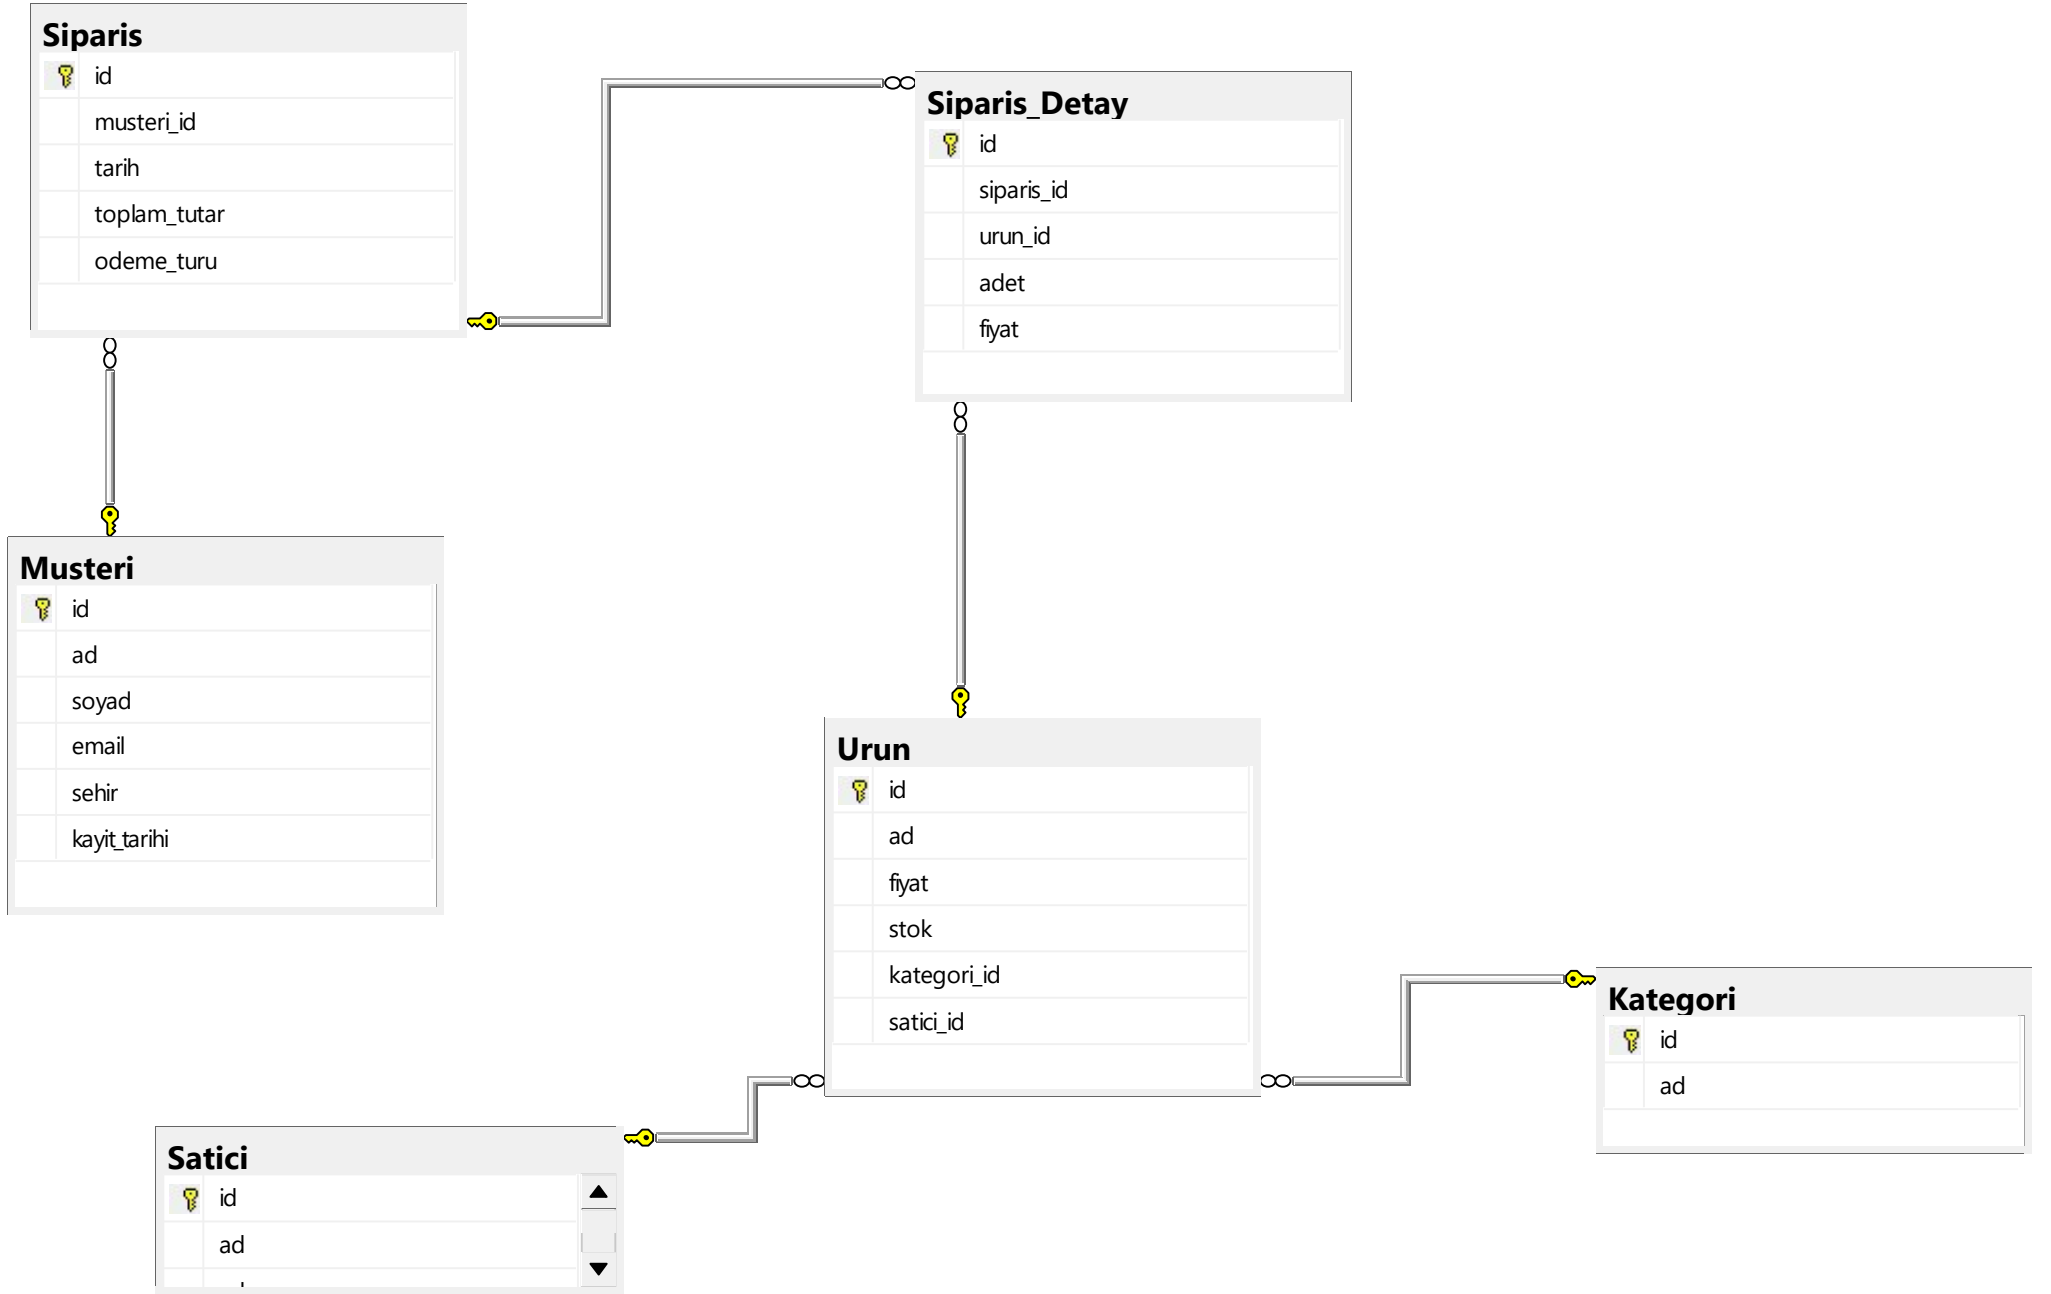 Siparis
id
musteri_id
tarih
toplam_tutar
odeme_turu
Siparis_Detay
id
siparis_id
urun_id
adet
fiyat
Musteri
id
ad
soyad
email
sehir
kayit_tarihi
Urun
id
ad
fiyat
stok
kategori_id
satici_id
Kategori
id
ad
Satici
id
ad